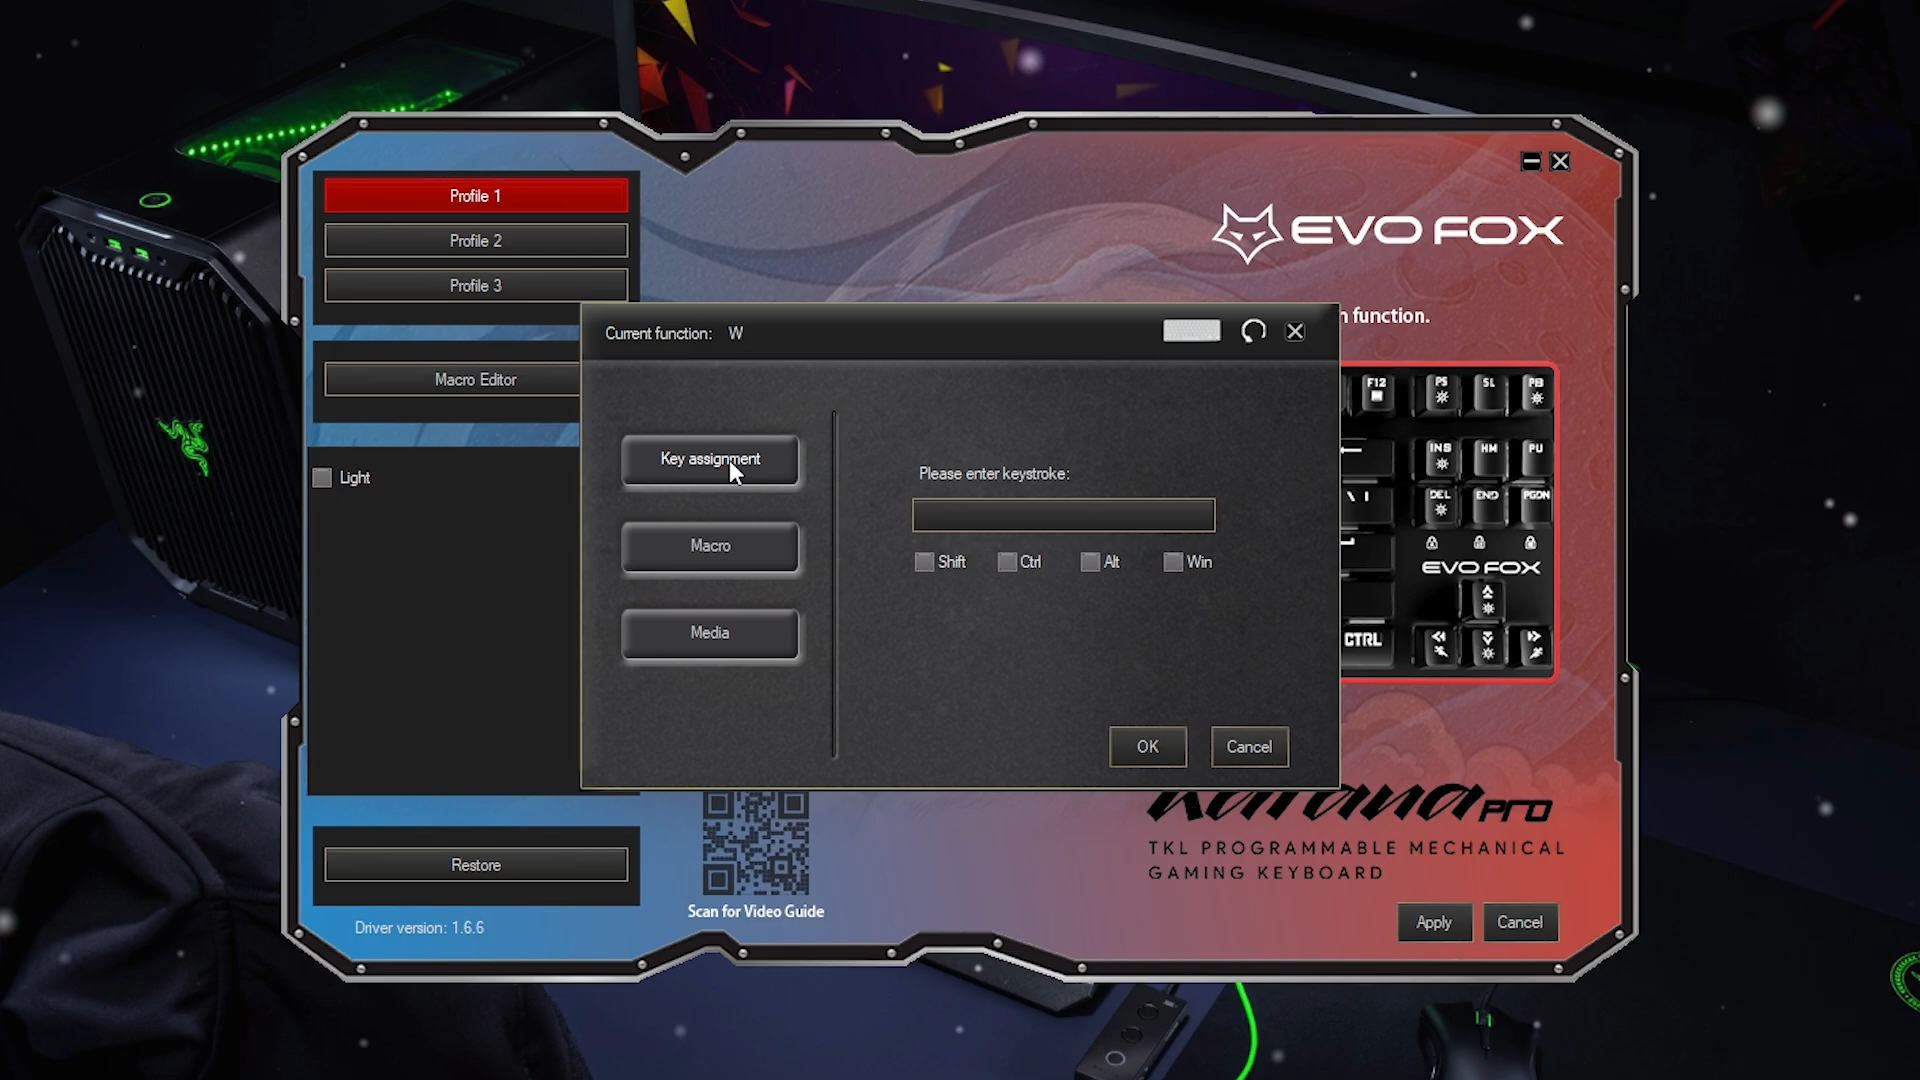 Profile 1
Profile 2
Profile 3
EVO FOX
function.
Current function: W
Macro Editor
F12 PS SL PB
Key assignment
INS HM PU
Please enter keystroke:
Light
\ | DEL END PGDN
Macro
Shift Ctrl Alt Win
EVO FOX
Media
CTRL
OK Cancel
Katana PRO
TKL PROGRAMMABLE MECHANICAL
GAMING KEYBOARD
Restore
Scan for Video Guide
Driver version: 1.6.6
Apply Cancel